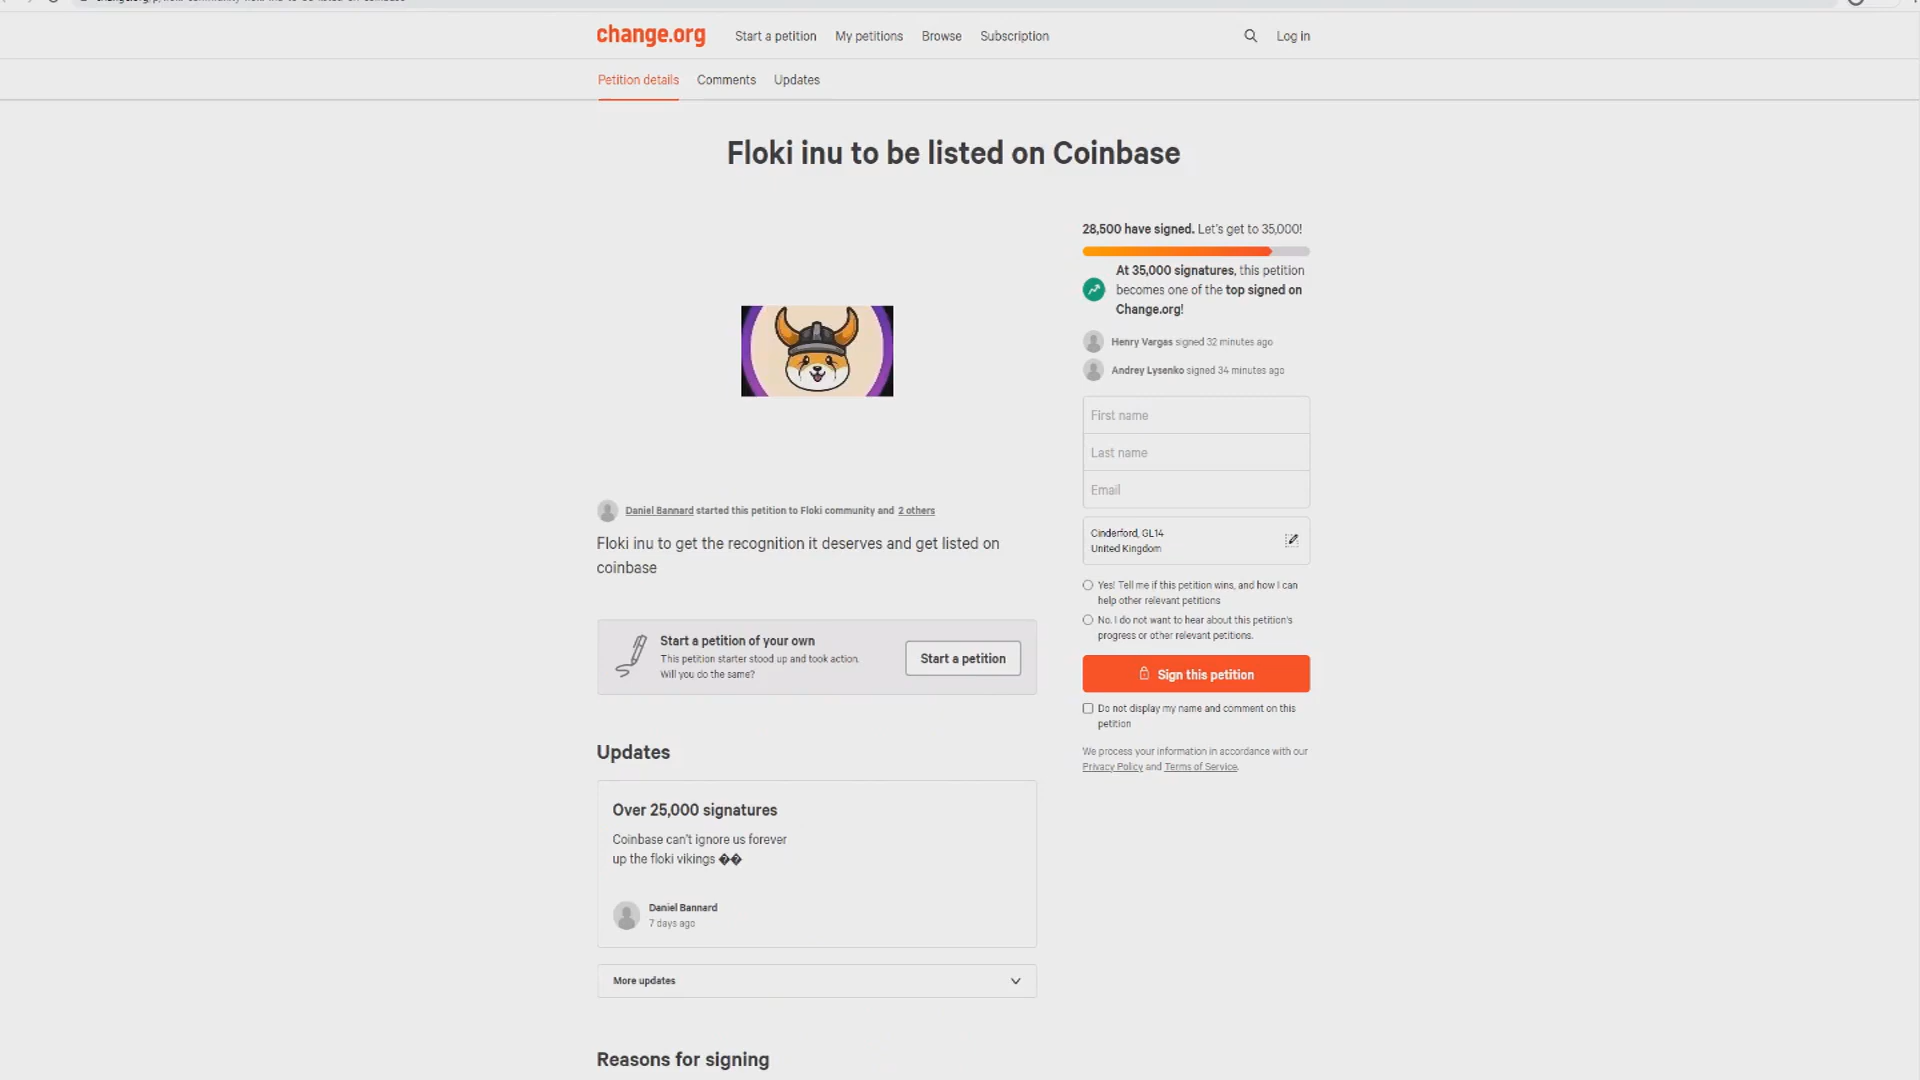 change.org
Start a petition
My petitions
Browse
Subscription
Log in
Petition details
Comments
Updates
Floki inu to be listed on Coinbase
28,500 have signed. Let's get to 35,000!
At 35,000 signatures, this petition
becomes one of the top signed on
Change.org!
Henry Vargas signed 32 minutes ago
Andrey Lysenko signed 34 minutes ago
First name
Last name
Email
Cinderford, GL14
United Kingdom
Yes! Tell me if this petition wins, and how I can
help other relevant petitions
No. I do not want to hear about this petition's
progress or other relevant petitions.
Sign this petition
Do not display my name and comment on this
petition
We process your information in accordance with our
Privacy Policy and Terms of Service.
Daniel Bannard started this petition to Floki community and 2 others
Floki inu to get the recognition it deserves and get listed on
coinbase
Start a petition of your own
This petition starter stood up and took action.
Will you do the same?
Start a petition
Updates
Over 25,000 signatures
Coinbase can't ignore us forever
up the floki vikings ��
Daniel Bannard
7 days ago
More updates
Reasons for signing